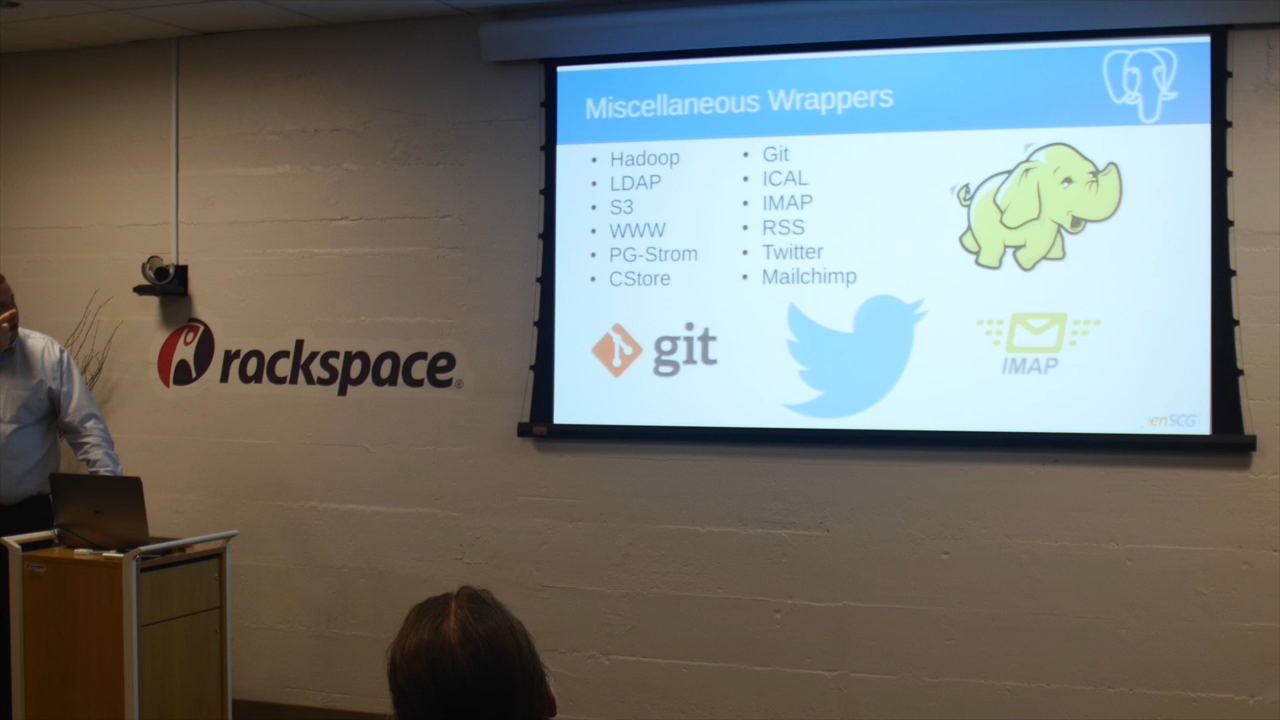 Miscellaneous Wrappers
• Hadoop
• LDAP
• S3
• WWW
• PG-Strom
• CStore
• Git
• ICAL
• IMAP
• RSS
• Twitter
• Mailchimp
git
IMAP
enSCG
rackspace®